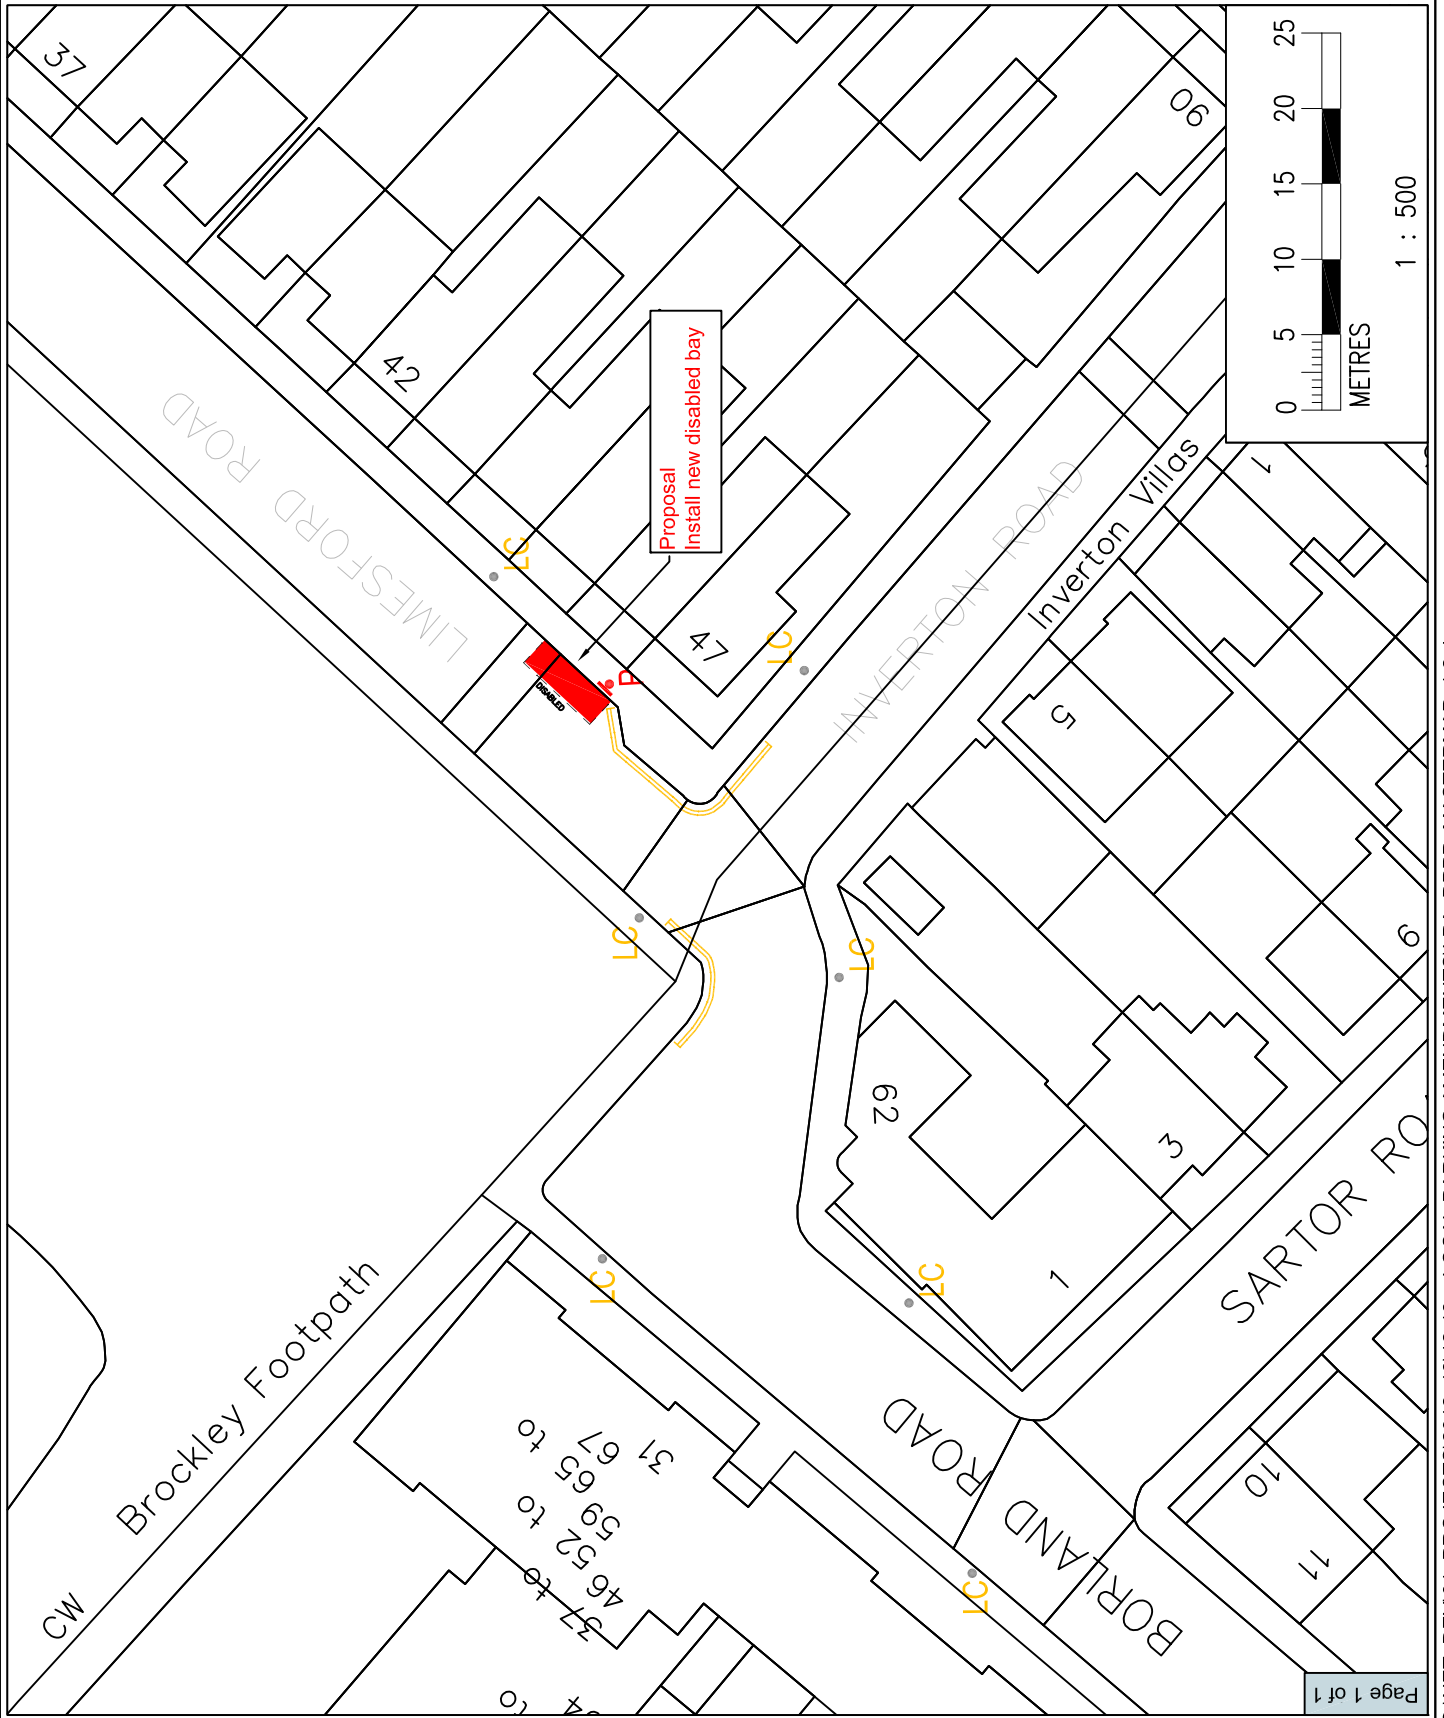 37
42
LIMESFORD ROAD
LC
Proposal
Install new disabled bay
DISABLED
P
47
LC
90
INVERTON ROAD
Inverton Villas
0 5 10 15 20 25
METRES
1 : 500
1
5
9
LC
LC
62
3
1
LC
LC
Brockley Footpath
CW
31
67
65 to
59
52 to
46
37 to
to
BORLAND ROAD
LC
SARTOR
10
11
Page 1 of 1